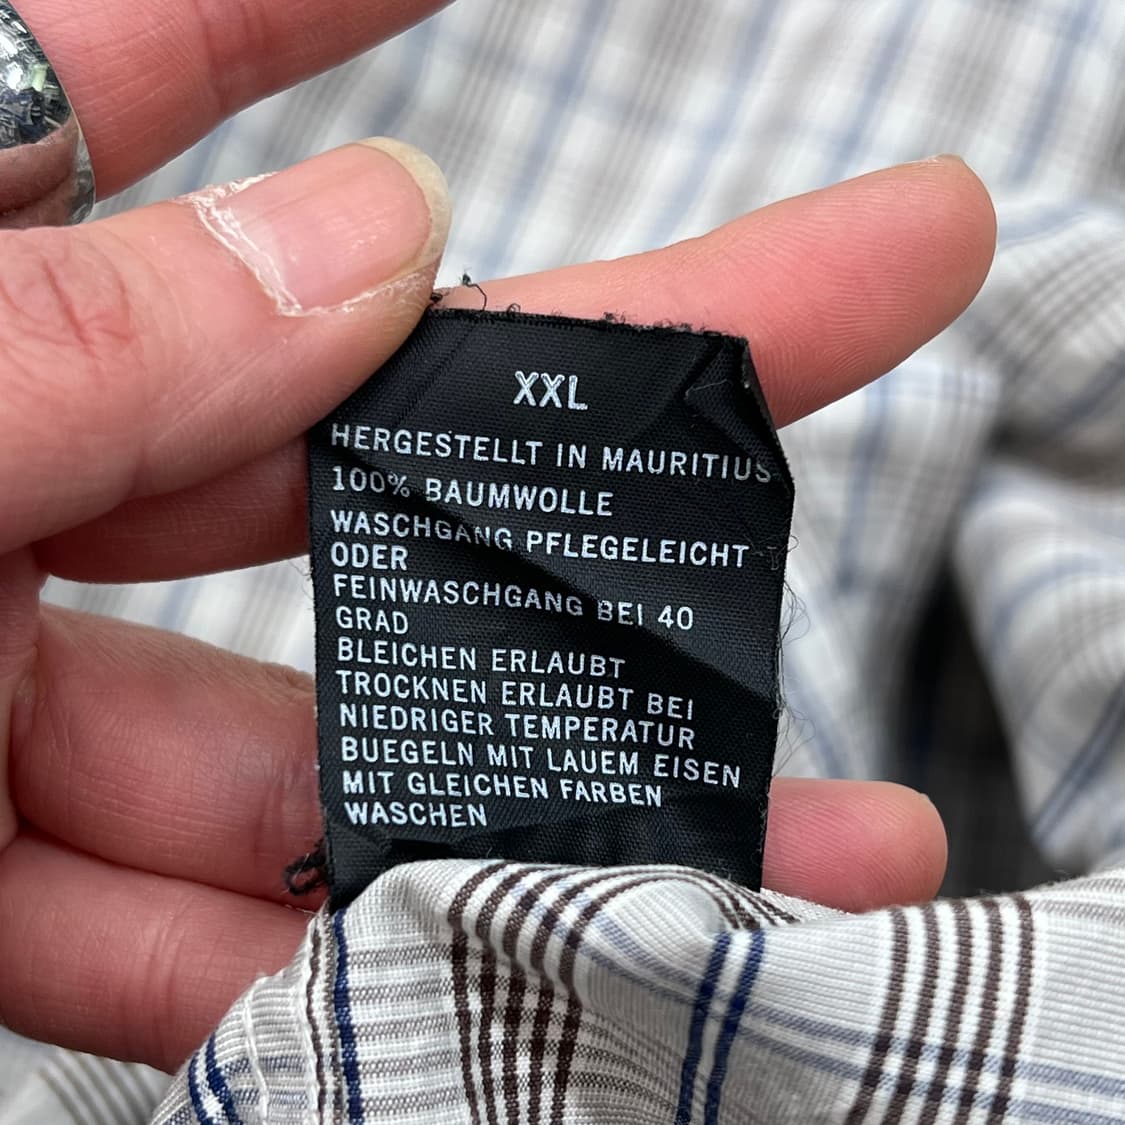 XXL
HERGESTELLT IN MAURITIUS
100% BAUMWOLLE
WASCHGANG PFLEGELEICHT
ODER
FEINWASCHGANG BEI 40
GRAD
BLEICHEN ERLAUBT
TROCKNEN ERLAUBT BEI
NIEDRIGER TEMPERATUR
BUEGELN MIT LAUEM EISEN
MIT GLEICHEN FARBEN
WASCHEN